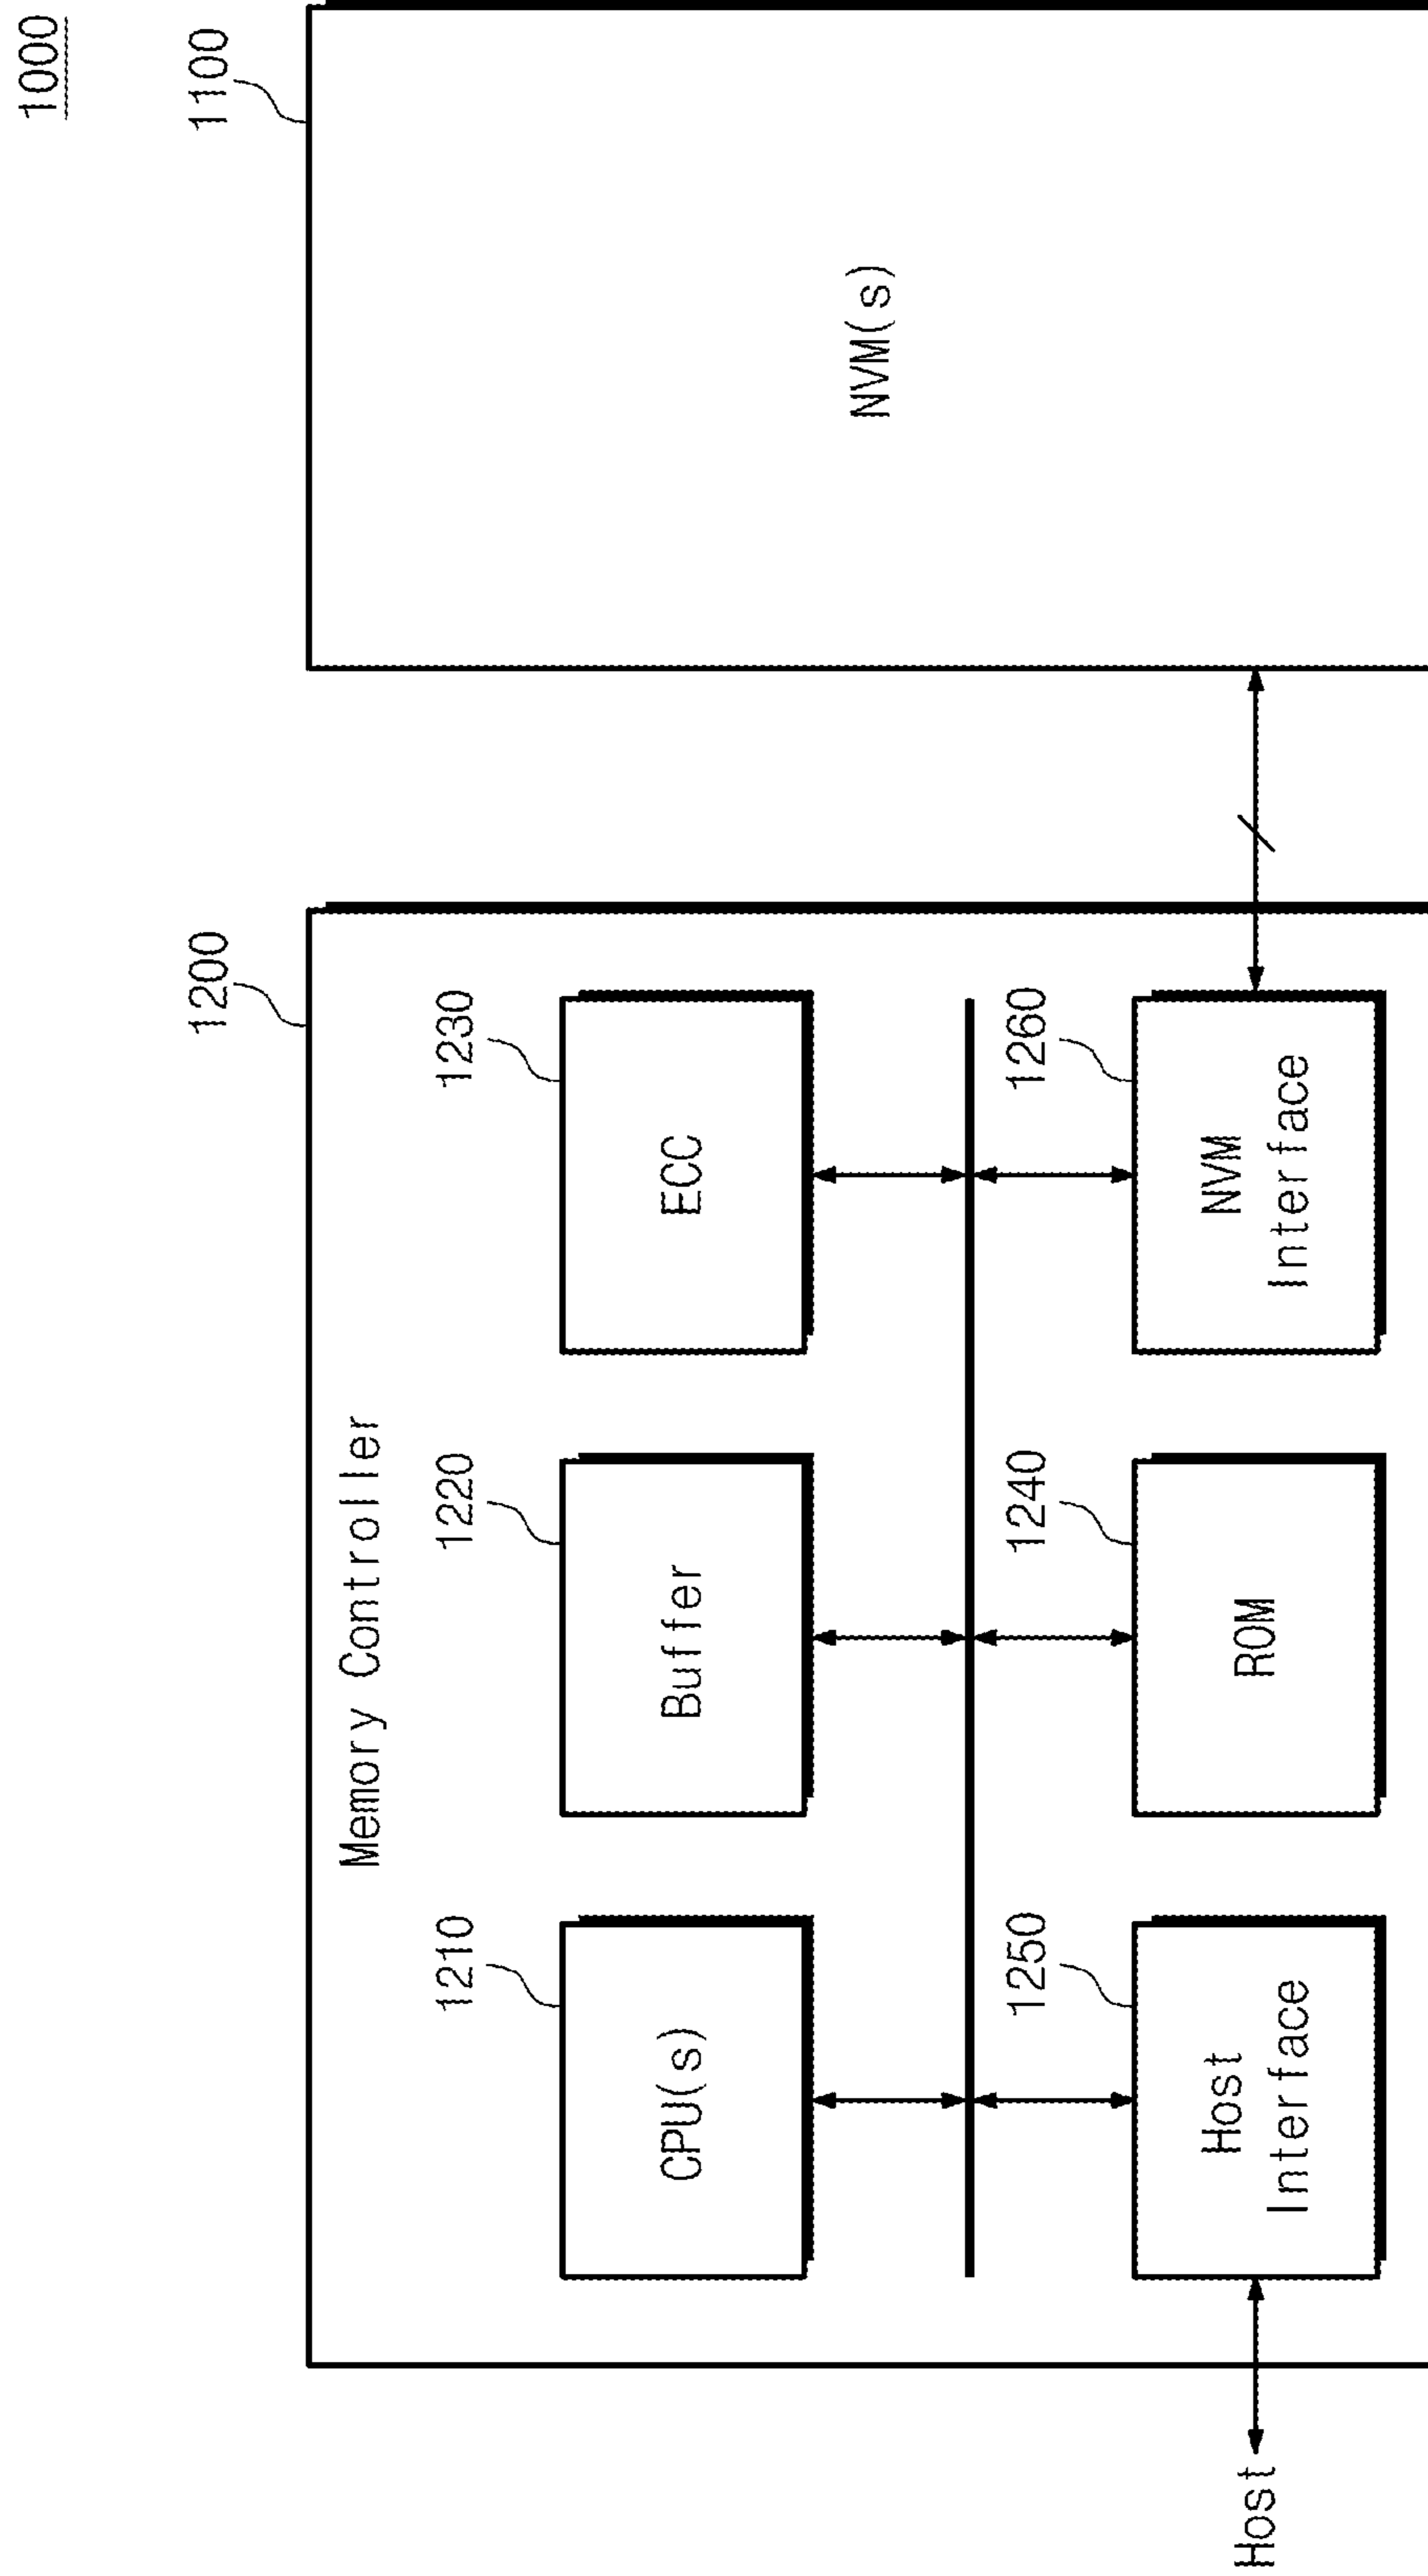 1000
1200
1100
Memory Controller
1210
1220
1230
CPU(s)
Buffer
ECC
NVM(s)
1250
1240
1260
Host
Interface
ROM
NVM
Interface
Host